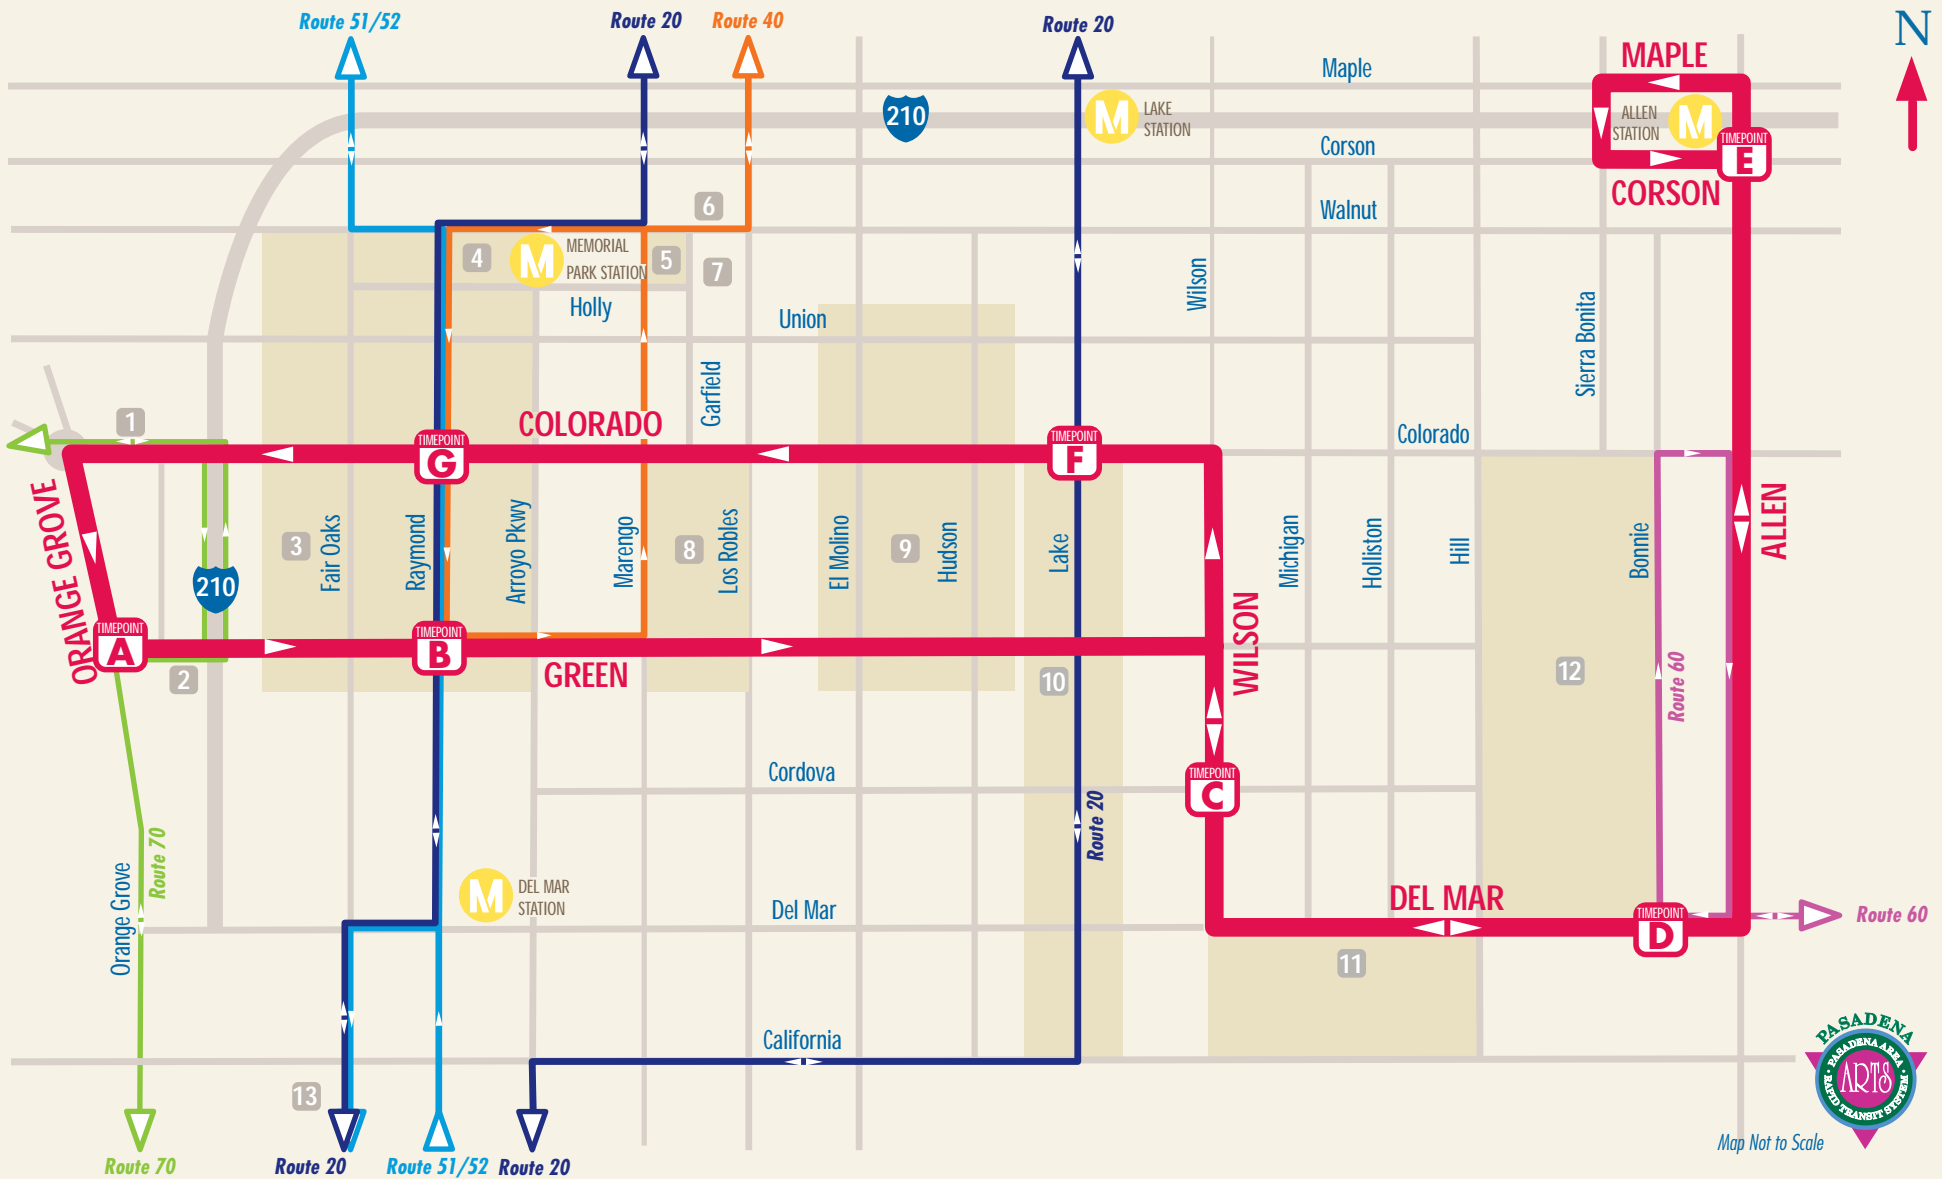 Route 51/52
Route 20
Route 40
Route 20
N
Maple
MAPLE
210
M
LAKE
STATION
ALLEN
STATION
M
TIMEPOINT
E
Corson
CORSON
6
Walnut
4
M
MEMORIAL
PARK STATION
5
7
Wilson
Holly
Union
Sierra Bonita
Garfield
1
COLORADO
Colorado
TIMEPOINT
G
TIMEPOINT
F
ORANGE GROVE
3
Fair Oaks
Raymond
Arroyo Pkwy
Marengo
8
Los Robles
El Molino
9
Hudson
Lake
Michigan
Holliston
Hill
Bonnie
ALLEN
210
TIMEPOINT
A
TIMEPOINT
B
GREEN
WILSON
2
10
12
Route 60
Cordova
TIMEPOINT
C
Route 20
Orange Grove
Route 70
M
DEL MAR
STATION
Del Mar
DEL MAR
TIMEPOINT
D
Route 60
11
California
13
PASADENA
PASADENA AREA
ARTS
RAPID TRANSIT SYSTEM
Map Not to Scale
Route 70
Route 20
Route 51/52
Route 20